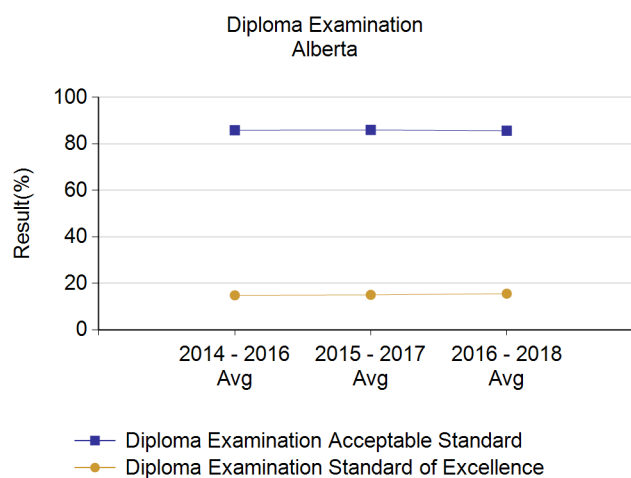 Diploma Examination
Alberta
100
80
60
40
20
0
Result(%)
2014 - 2016
Avg
2015 - 2017
Avg
2016 - 2018
Avg
Diploma Examination Acceptable Standard
Diploma Examination Standard of Excellence